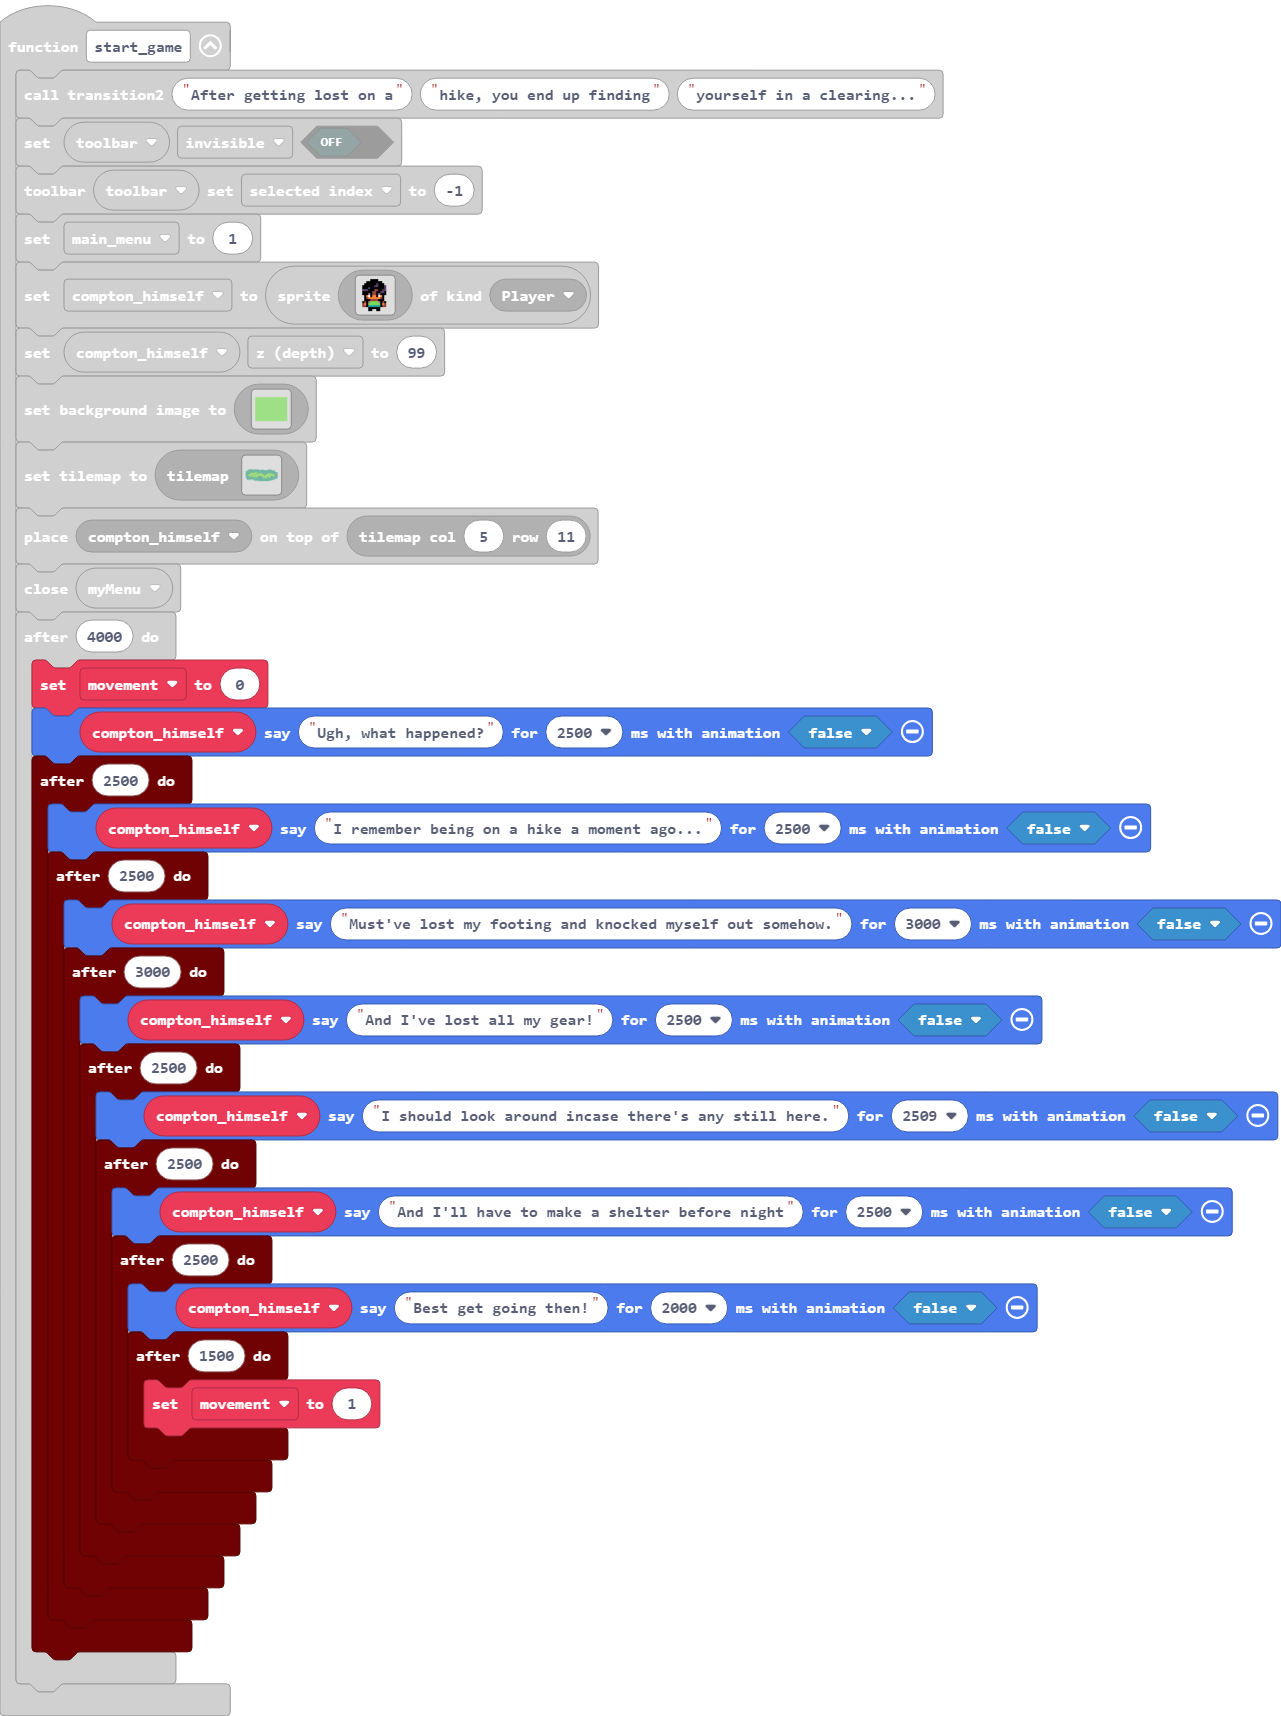 function start_game
call transition2 "After getting lost on a" "hike, you end up finding" "yourself in a clearing..."
set toolbar invisible OFF
toolbar toolbar set selected index to -1
set main_menu to 1
set compton_himself to sprite of kind Player
set compton_himself z (depth) to 99
set background image to
set tilemap to tilemap
place compton_himself on top of tilemap col 5 row 11
close myMenu
after 4000 do
set movement to 0
compton_himself say "Ugh, what happened?" for 2500 ms with animation false
after 2500 do
compton_himself say "I remember being on a hike a moment ago..." for 2500 ms with animation false
after 2500 do
compton_himself say "Must've lost my footing and knocked myself out somehow." for 3000 ms with animation false
after 3000 do
compton_himself say "And I've lost all my gear!" for 2500 ms with animation false
after 2500 do
compton_himself say "I should look around incase there's any still here." for 2509 ms with animation false
after 2500 do
compton_himself say "And I'll have to make a shelter before night" for 2500 ms with animation false
after 2500 do
compton_himself say "Best get going then!" for 2000 ms with animation false
after 1500 do
set movement to 1